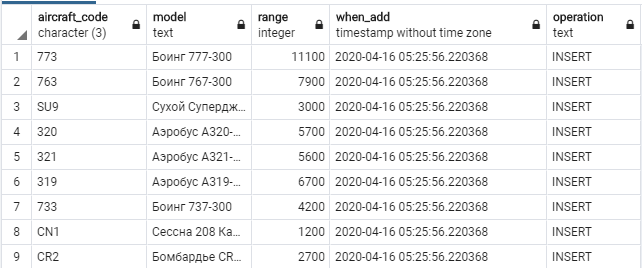 aircraft_code model range when_add operation
character (3) text integer timestamp without time zone text
1 773 Боинг 777-300 11100 2020-04-16 05:25:56.220368 INSERT
2 763 Боинг 767-300 7900 2020-04-16 05:25:56.220368 INSERT
3 SU9 Сухой Супердж... 3000 2020-04-16 05:25:56.220368 INSERT
4 320 Аэробус A320-... 5700 2020-04-16 05:25:56.220368 INSERT
5 321 Аэробус A321-... 5600 2020-04-16 05:25:56.220368 INSERT
6 319 Аэробус A319-... 6700 2020-04-16 05:25:56.220368 INSERT
7 733 Боинг 737-300 4200 2020-04-16 05:25:56.220368 INSERT
8 CN1 Сессна 208 Ка... 1200 2020-04-16 05:25:56.220368 INSERT
9 CR2 Бомбардье CR... 2700 2020-04-16 05:25:56.220368 INSERT